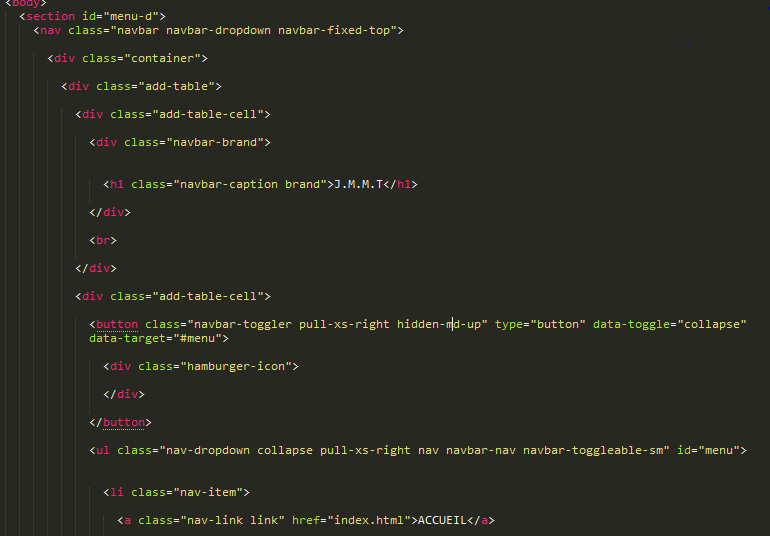 <body>
<section id="menu-d">
<nav class="navbar navbar-dropdown navbar-fixed-top">
<div class="container">
<div class="add-table">
<div class="add-table-cell">
<div class="navbar-brand">
<h1 class="navbar-caption brand">J.M.M.T</h1>
</div>
<br>
</div>
<div class="add-table-cell">
<button class="navbar-toggler pull-xs-right hidden-md-up" type="button" data-toggle="collapse"
data-target="#menu">
<div class="hamburger-icon">
</div>
</button>
<ul class="nav-dropdown collapse pull-xs-right nav navbar-nav navbar-toggleable-sm" id="menu">
<li class="nav-item">
<a class="nav-link link" href="index.html">ACCUEIL</a>